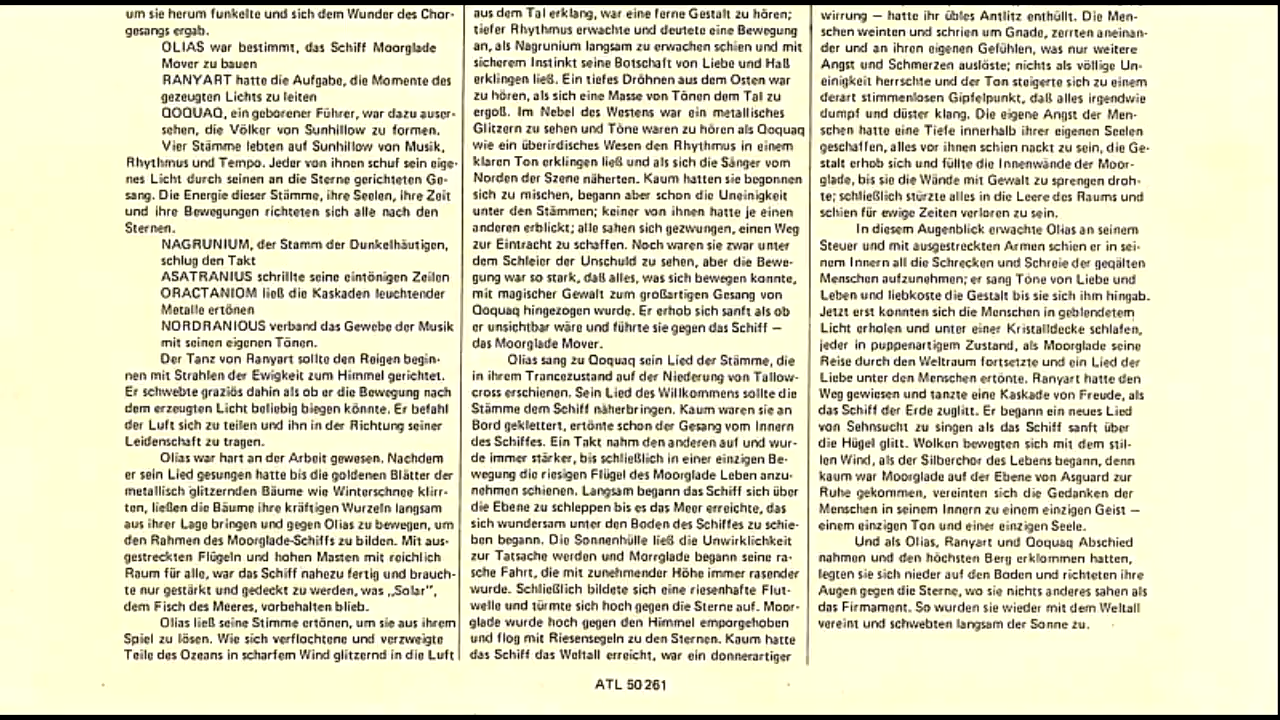 um sie herum funkelte und sich dem Wunder des Chor-
gesangs ergab.
OLIAS war bestimmt, das Schiff Moorglade
Mover zu bauen
RANYART hatte die Aufgabe, die Momente des
gezeugten Lichts zu leiten
QOQUAQ, ein geborener Führer, war dazu auser-
sehen, die Völker von Sunhillow zu formen.
Vier Stämme lebten auf Sunhillow von Musik,
Rhythmus und Tempo. Jeder von ihnen schuf sein eige-
nes Licht durch seinen an die Sterne gerichteten Ge-
sang. Die Energie dieser Stämme, ihre Seelen, ihre Zeit
und ihre Bewegungen richteten sich alle nach den
Sternen.
NAGRUNIUM, der Stamm der Dunkelhäutigen,
schlug den Takt
ASATRANIUS schrillte seine eintönigen Zeilen
ORACTANIOM ließ die Kaskaden leuchtender
Metalle ertönen
NORDRANIOUS verband das Gewebe der Musik
mit seinen eigenen Tönen.
Der Tanz von Ranyart sollte den Reigen begin-
nen mit Strahlen der Ewigkeit zum Himmel gerichtet.
Er schwebte graziös dahin als ob er die Bewegung nach
dem erzeugten Licht beliebig biegen könnte. Er befahl
der Luft sich zu teilen und ihn in der Richtung seiner
Leidenschaft zu tragen.
Olias war hart an der Arbeit gewesen. Nachdem
er sein Lied gesungen hatte bis die goldenen Blätter der
metallisch glitzernden Bäume wie Winterschnee klirr-
ten, ließen die Bäume ihre kräftigen Wurzeln langsam
aus ihrer Lage bringen und gegen Olias zu bewegen, um
den Rahmen des Moorglade-Schiffs zu bilden. Mit aus-
gestreckten Flügeln und hohen Masten mit reichlich
Raum für alle, war das Schiff nahezu fertig und brauch-
te nur gestärkt und gedeckt zu werden, was „Solar",
dem Fisch des Meeres, vorbehalten blieb.
Olias ließ seine Stimme ertönen, um sie aus ihrem
Spiel zu lösen. Wie sich verflochtene und verzweigte
Teile des Ozeans in scharfem Wind glitzernd in die Luft
aus dem Tal erklang, war eine ferne Gestalt zu hören;
tiefer Rhythmus erwachte und deutete eine Bewegung
an, als Nagrunium langsam zu erwachen schien und mit
sicherem Instinkt seine Botschaft von Liebe und Haß
erklingen ließ. Ein tiefes Dröhnen aus dem Osten war
zu hören, als sich eine Masse von Tönen dem Tal zu
ergoß. Im Nebel des Westens war ein metallisches
Glitzern zu sehen und Töne waren zu hören als Qoquaq
wie ein überirdisches Wesen den Rhythmus in einem
klaren Ton erklingen ließ und als sich die Sänger vom
Norden der Szene näherten. Kaum hatten sie begonnen
sich zu mischen, begann aber schon die Uneinigkeit
unter den Stämmen; keiner von ihnen hatte je einen
anderen erblickt; alle sahen sich gezwungen, einen Weg
zur Eintracht zu schaffen. Noch waren sie zwar unter
dem Schleier der Unschuld zu sehen, aber die Bewe-
gung war so stark, daß alles, was sich bewegen konnte,
mit magischer Gewalt zum großartigen Gesang von
Qoquaq hingezogen wurde. Er erhob sich sanft als ob
er unsichtbar wäre und führte sie gegen das Schiff —
das Moorglade Mover.
Olias sang zu Qoquaq sein Lied der Stämme, die
in ihrem Trancezustand auf der Niederung von Tallow-
cross erschienen. Sein Lied des Willkommens sollte die
Stämme dem Schiff näherbringen. Kaum waren sie an
Bord geklettert, ertönte schon der Gesang vom Innern
des Schiffes. Ein Takt nahm den anderen auf und wur-
de immer stärker, bis schließlich in einer einzigen Be-
wegung die riesigen Flügel des Moorglade Leben anzu-
nehmen schienen. Langsam begann das Schiff sich über
die Ebene zu schleppen bis es das Meer erreichte, das
sich wundersam unter den Boden des Schiffes zu schie-
ben begann. Die Sonnenhülle ließ die Unwirklichkeit
zur Tatsache werden und Morrglade begann seine ra-
sche Fahrt, die mit zunehmender Höhe immer rasender
wurde. Schließlich bildete sich eine riesenhafte Flut-
welle und türmte sich hoch gegen die Sterne auf. Moor-
glade wurde hoch gegen den Himmel emporgehoben
und flog mit Riesensegeln zu den Sternen. Kaum hatte
das Schiff das Weltall erreicht, war ein donnerartiger
wirrung — hatte ihr übles Antlitz enthüllt. Die Men-
schen weinten und schrien um Gnade, zerrten aneinan-
der und an ihren eigenen Gefühlen, was nur weitere
Angst und Schmerzen auslöste; nichts als völlige Un-
einigkeit herrschte und der Ton steigerte sich zu einem
derart stimmenlosen Gipfelpunkt, daß alles irgendwie
dumpf und düster klang. Die eigene Angst der Men-
schen hatte eine Tiefe innerhalb ihrer eigenen Seelen
geschaffen, alles vor ihnen schien nackt zu sein, die Ge-
stalt erhob sich und füllte die Innenwände der Moor-
glade, bis sie die Wände mit Gewalt zu sprengen droh-
te; schließlich stürzte alles in die Leere des Raums und
schien für ewige Zeiten verloren zu sein.
In diesem Augenblick erwachte Olias an seinem
Steuer und mit ausgestreckten Armen schien er in sei-
nem Innern all die Schrecken und Schreie der geqälten
Menschen aufzunehmen; er sang Töne von Liebe und
Leben und liebkoste die Gestalt bis sie sich ihm hingab.
Jetzt erst konnten sich die Menschen in geblendetem
Licht erholen und unter einer Kristalldecke schlafen,
jeder in puppenartigem Zustand, als Moorglade seine
Reise durch den Weltraum fortsetzte und ein Lied der
Liebe unter den Menschen ertönte. Ranyart hatte den
Weg gewiesen und tanzte eine Kaskade von Freude, als
das Schiff der Erde zuglitt. Er begann ein neues Lied
von Sehnsucht zu singen als das Schiff sanft über
die Hügel glitt. Wolken bewegten sich mit dem stil-
len Wind, als der Silberchor des Lebens begann, denn
kaum war Moorglade auf der Ebene von Asguard zur
Ruhe gekommen, vereinten sich die Gedanken der
Menschen in seinem Innern zu einem einzigen Geist —
einem einzigen Ton und einer einzigen Seele.
Und als Olias, Ranyart und Qoquaq Abschied
nahmen und den höchsten Berg erklommen hatten,
legten sie sich nieder auf den Boden und richteten ihre
Augen gegen die Sterne, wo sie nichts anderes sahen als
das Firmament. So wurden sie wieder mit dem Weltall
vereint und schwebten langsam der Sonne zu.
ATL 50 261